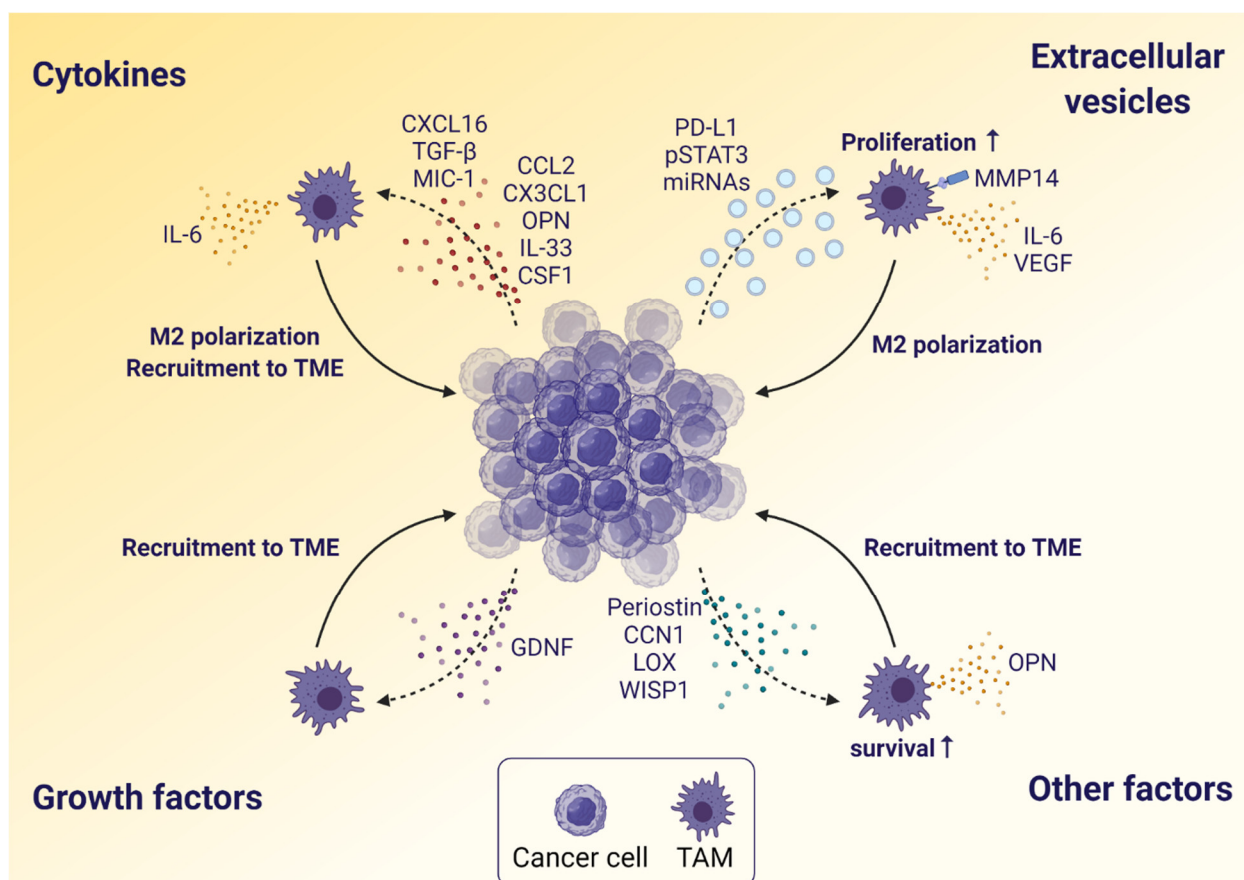 Cytokines
CXCL16
TGF-β
MIC-1
CCL2
CX3CL1
OPN
IL-33
CSF1
IL-6
M2 polarization
Recruitment to TME
Extracellular
vesicles
PD-L1
pSTAT3
miRNAs
Proliferation ↑
MMP14
IL-6
VEGF
M2 polarization
Recruitment to TME
GDNF
Growth factors
Recruitment to TME
Periostin
CCN1
LOX
WISP1
OPN
survival ↑
Other factors
Cancer cell
TAM